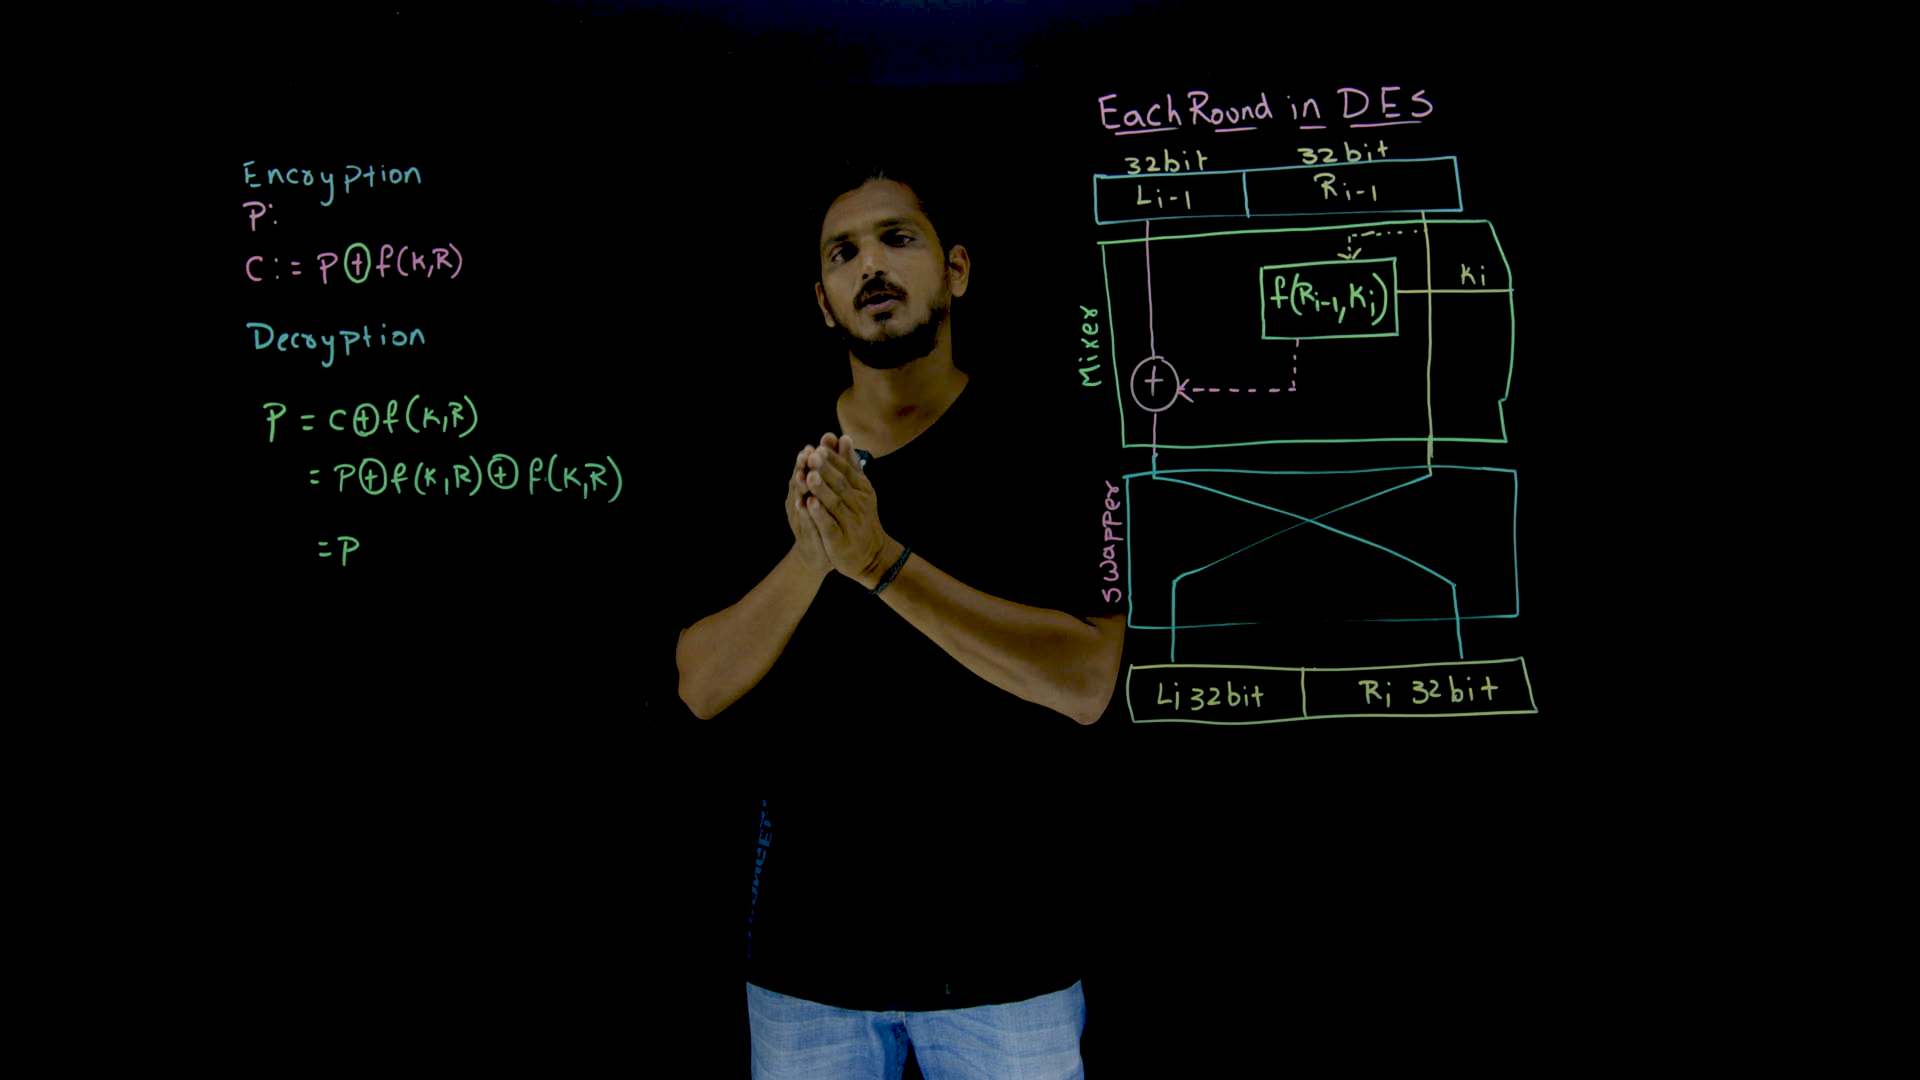 Encryption
P:
C:= P⊕f(K,R)
Decryption
P = C⊕f(K,R)
= P⊕f(K,R)⊕f(K,R)
= P
Each Round in DES
32bit 32bit
Li-1 Ri-1
f(Ri-1,Ki) Ki
Mixer
+
Swapper
Li 32bit Ri 32bit